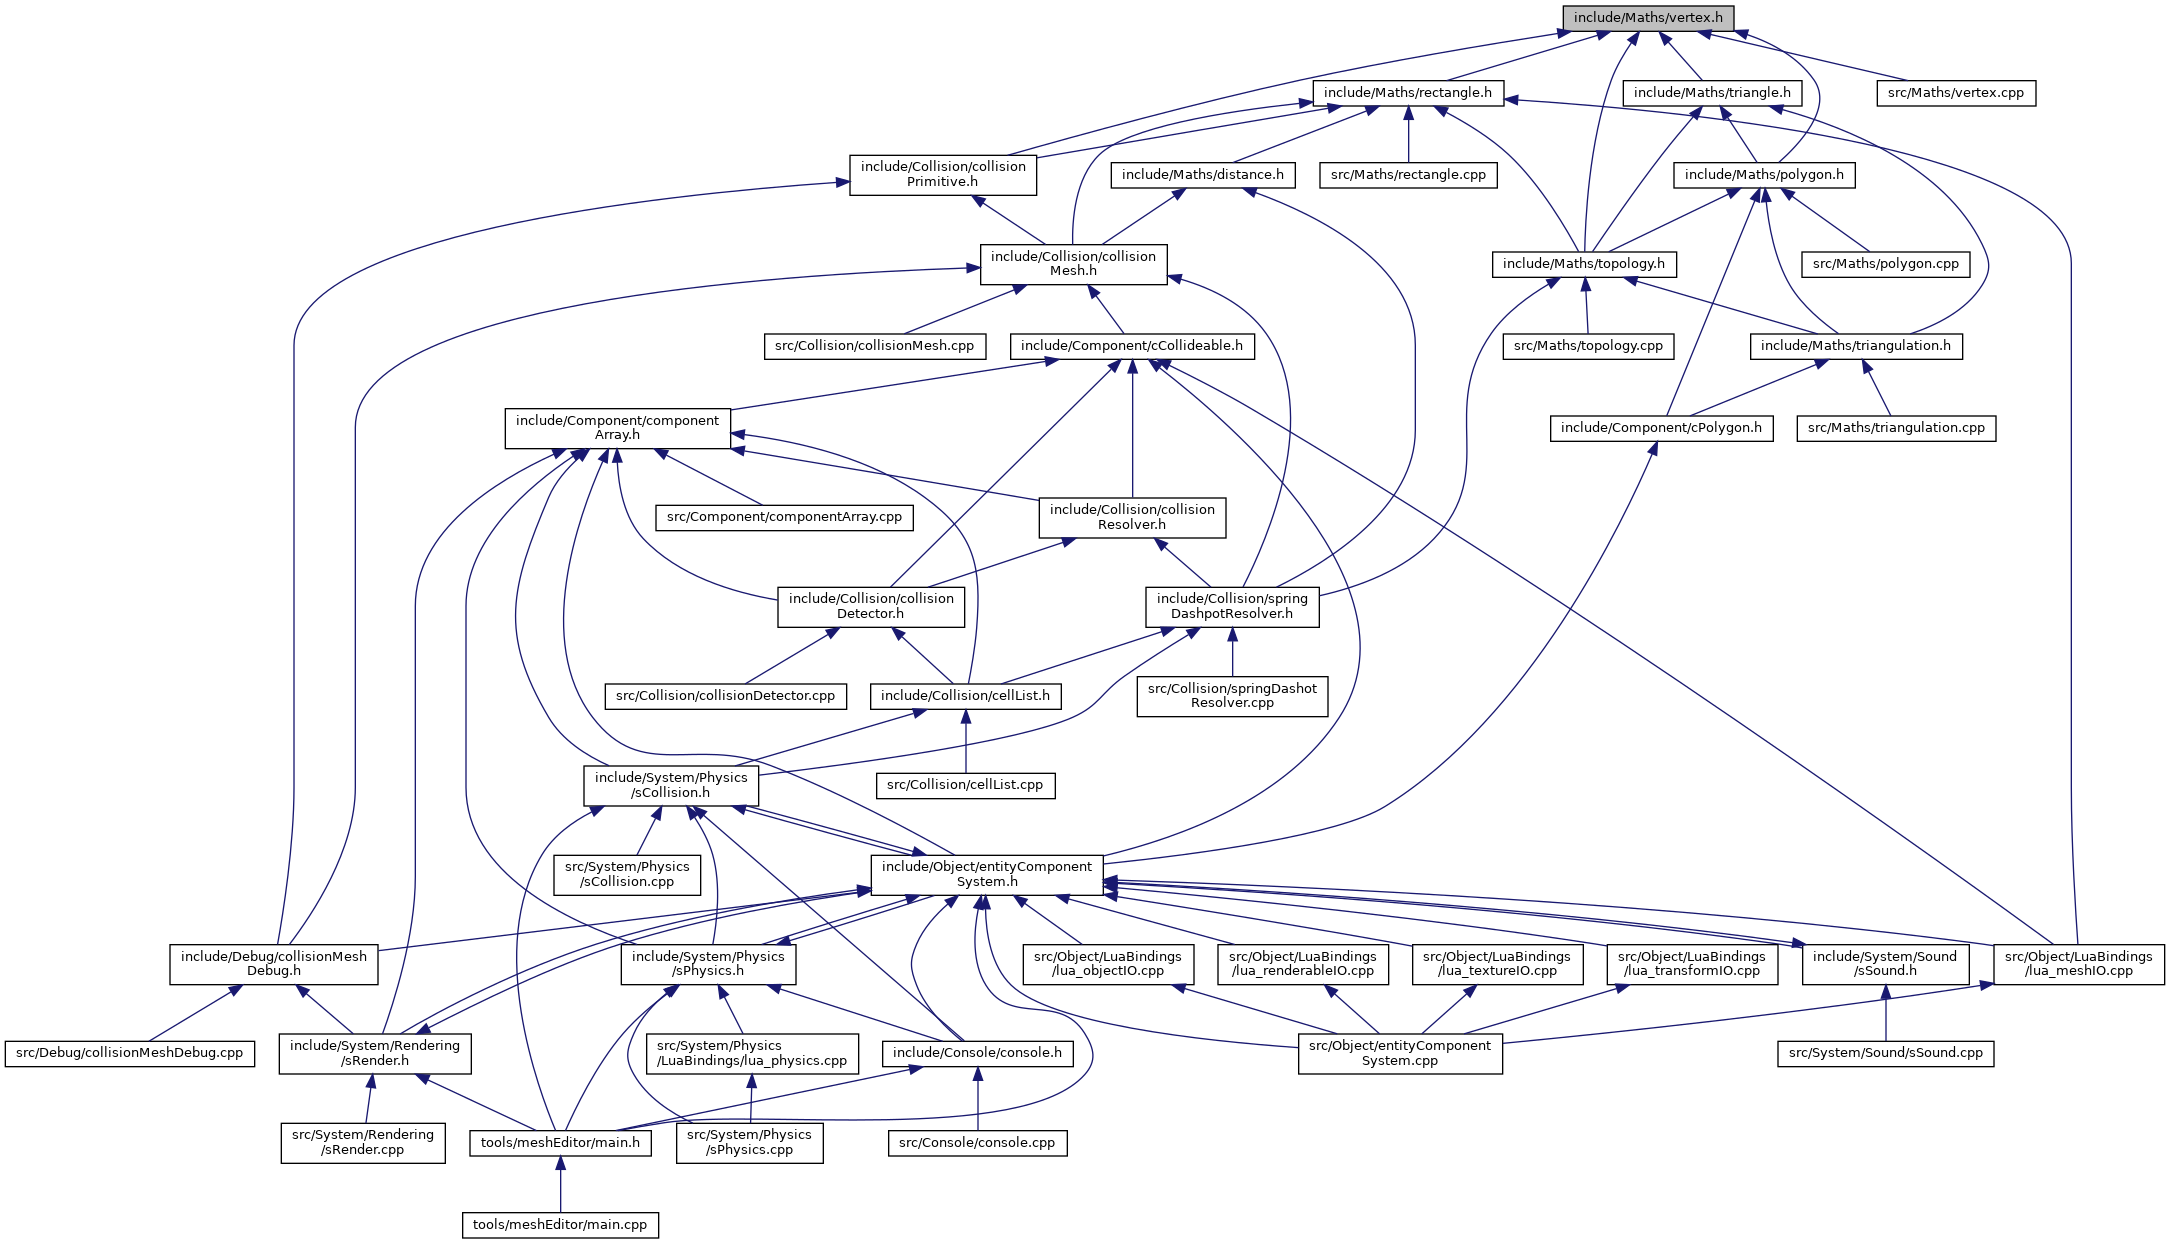 include/Maths/vertex.h
include/Maths/rectangle.h
include/Maths/triangle.h
src/Maths/vertex.cpp
include/Collision/collision
Primitive.h
include/Maths/distance.h
src/Maths/rectangle.cpp
include/Maths/polygon.h
include/Collision/collision
Mesh.h
include/Maths/topology.h
src/Maths/polygon.cpp
src/Collision/collisionMesh.cpp
include/Component/cCollideable.h
src/Maths/topology.cpp
include/Maths/triangulation.h
include/Component/component
Array.h
include/Component/cPolygon.h
src/Maths/triangulation.cpp
src/Component/componentArray.cpp
include/Collision/collision
Resolver.h
include/Collision/collision
Detector.h
include/Collision/spring
DashpotResolver.h
src/Collision/collisionDetector.cpp
include/Collision/cellList.h
src/Collision/springDashot
Resolver.cpp
include/System/Physics
/sCollision.h
src/Collision/cellList.cpp
src/System/Physics
/sCollision.cpp
include/Object/entityComponent
System.h
include/Debug/collisionMesh
Debug.h
include/System/Physics
/sPhysics.h
src/Object/LuaBindings
/lua_objectIO.cpp
src/Object/LuaBindings
/lua_renderableIO.cpp
src/Object/LuaBindings
/lua_textureIO.cpp
src/Object/LuaBindings
/lua_transformIO.cpp
include/System/Sound
/sSound.h
src/Object/LuaBindings
/lua_meshIO.cpp
src/Debug/collisionMeshDebug.cpp
include/System/Rendering
/sRender.h
src/System/Physics
/LuaBindings/lua_physics.cpp
include/Console/console.h
src/Object/entityComponent
System.cpp
src/System/Sound/sSound.cpp
src/System/Rendering
/sRender.cpp
tools/meshEditor/main.h
src/System/Physics
/sPhysics.cpp
src/Console/console.cpp
tools/meshEditor/main.cpp